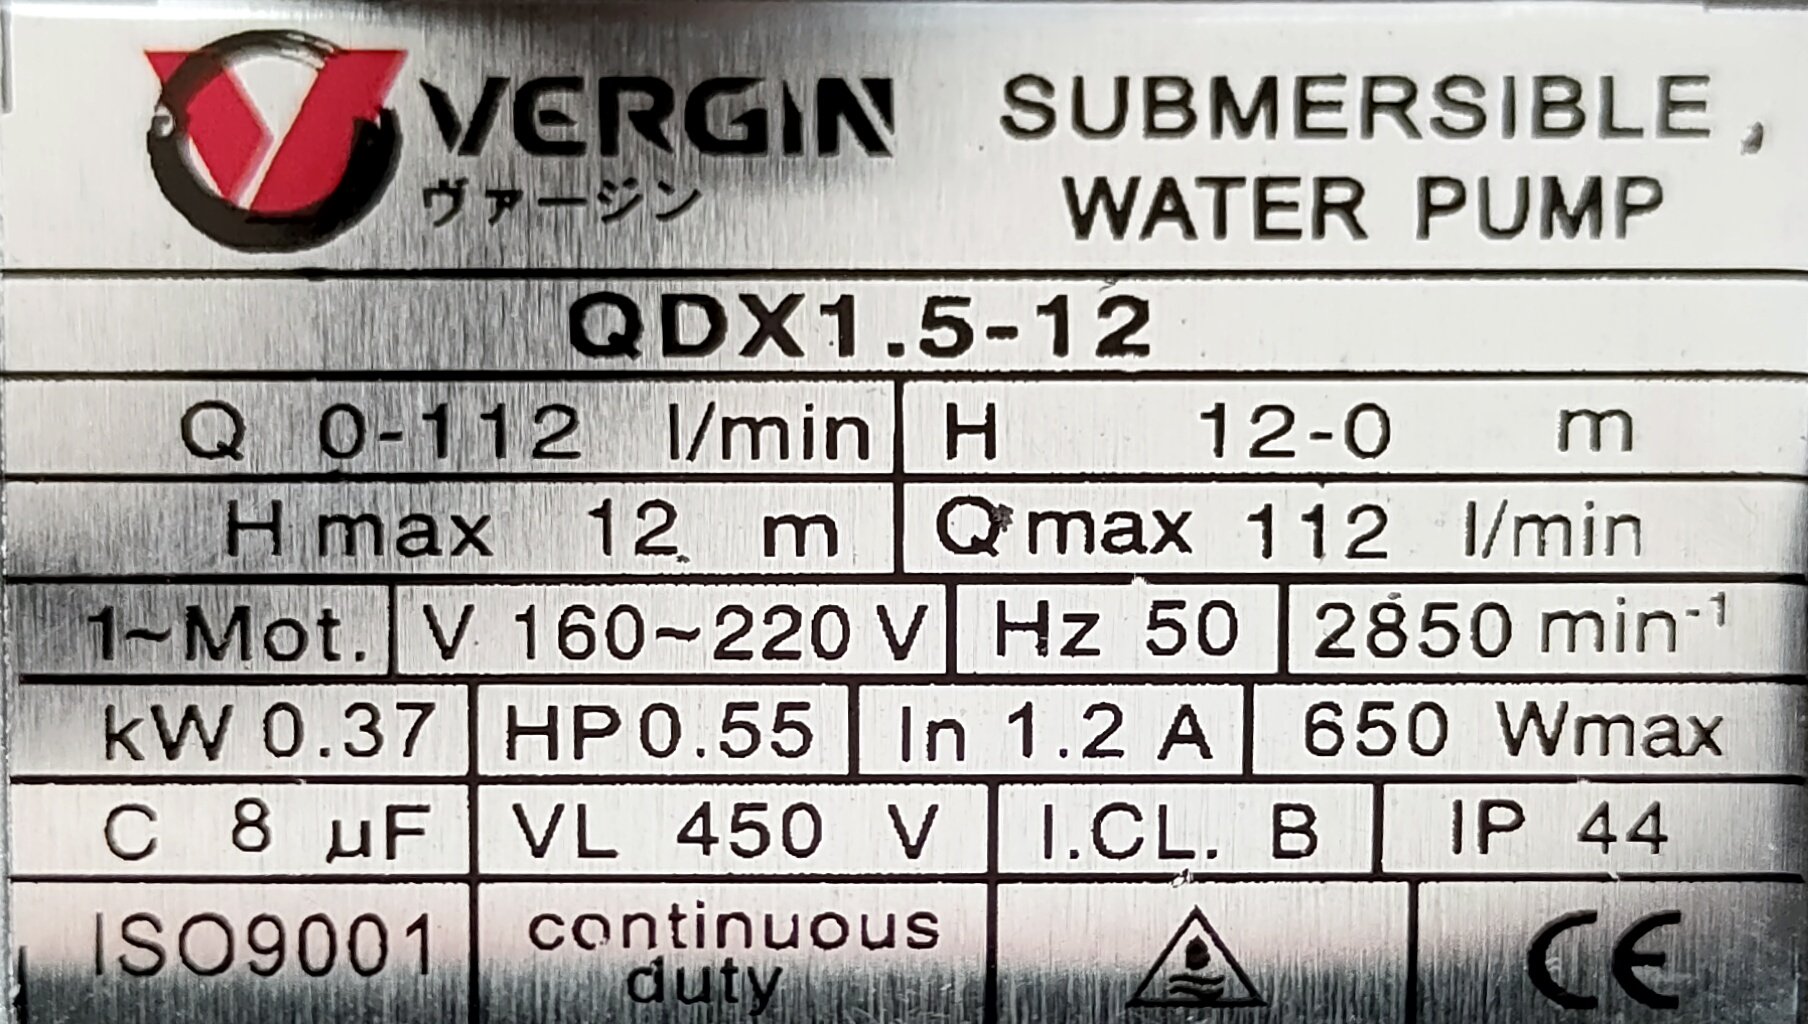 VERGIN
ヴァージン
SUBMERSIBLE
WATER PUMP
QDX1.5-12
Q 0-112 l/min H 12-0 m
H max 12 m Q max 112 l/min
1~Mot. V 160~220 V Hz 50 2850 min⁻¹
kW 0.37 HP 0.55 In 1.2 A 650 Wmax
C 8 µF VL 450 V I.CL. B IP 44
ISO9001 continuous duty CE